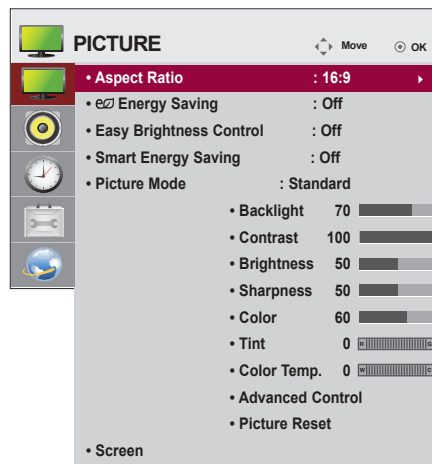 PICTURE Move OK
• Aspect Ratio : 16:9
• Energy Saving : Off
• Easy Brightness Control : Off
• Smart Energy Saving : Off
• Picture Mode : Standard
• Backlight 70
• Contrast 100
• Brightness 50
• Sharpness 50
• Color 60
• Tint 0 R G
• Color Temp. 0 W C
• Advanced Control
• Picture Reset
• Screen